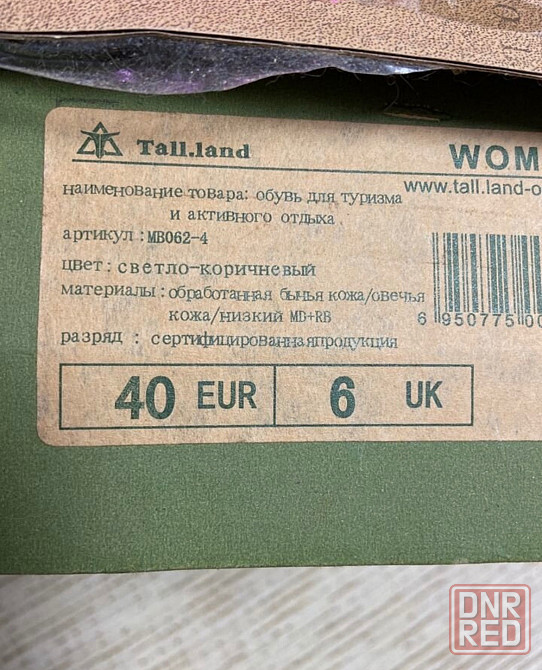 Tall.land
WOM
наименование товара: обувь для туризма
www.tall.land-o
и активного отдыха
артикул :MB062-4
цвет: светло-коричневый
материалы :обработанная бычья кожа/овечья
кожа/низкий MD+RB
6 950775 00
разряд : сертифицированнаяпродукция
40 EUR 6 UK
DNR
RED